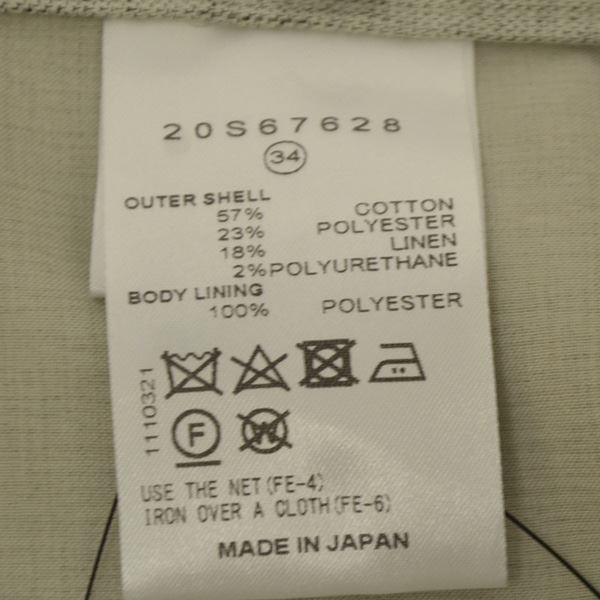 20S67628
34
OUTER SHELL
57% COTTON
23% POLYESTER
18% LINEN
2% POLYURETHANE
BODY LINING
100% POLYESTER
1110321
F W
USE THE NET(FE-4)
IRON OVER A CLOTH(FE-6)
MADE IN JAPAN